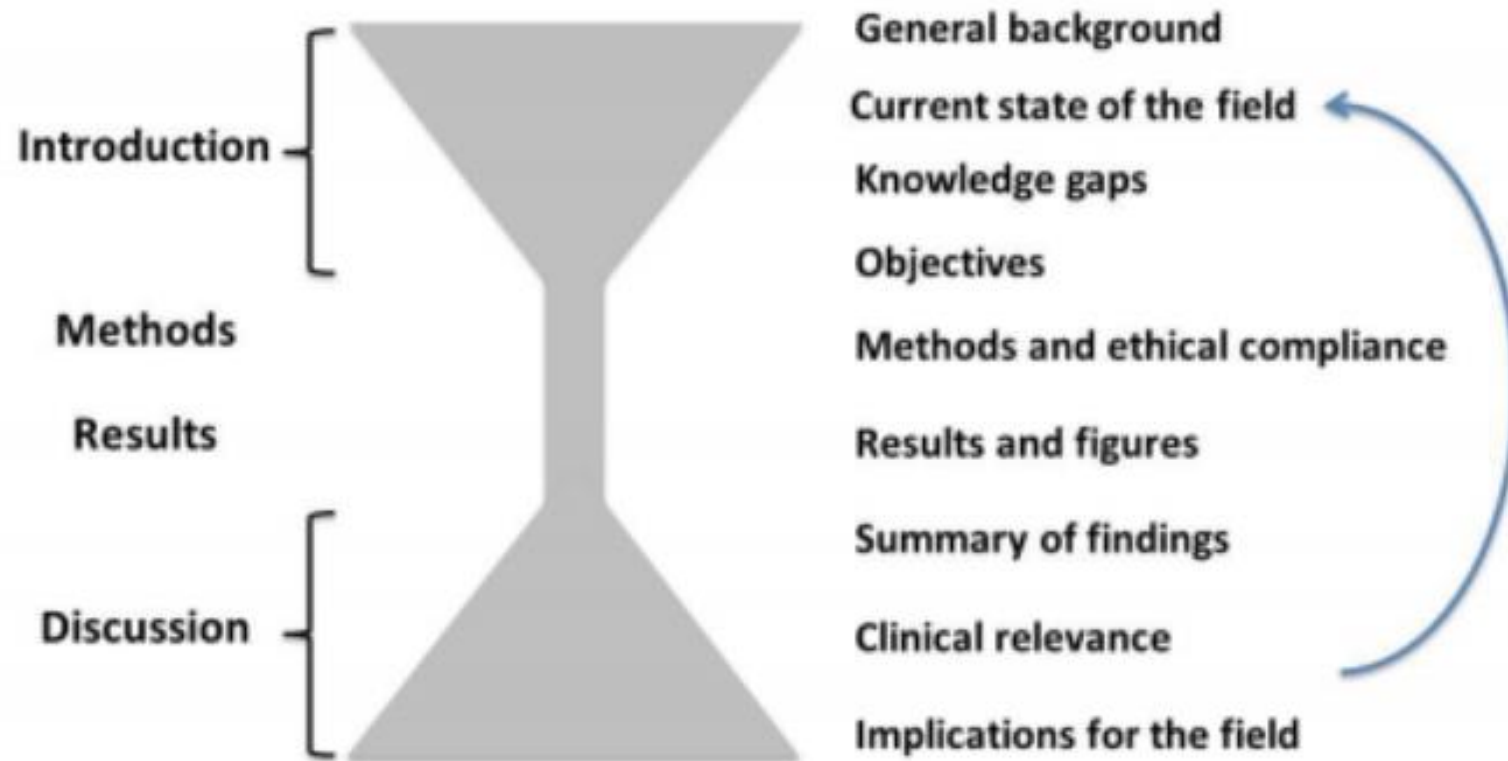 General background
Current state of the field
Introduction
Knowledge gaps
Objectives
Methods
Methods and ethical compliance
Results
Results and figures
Summary of findings
Discussion
Clinical relevance
Implications for the field